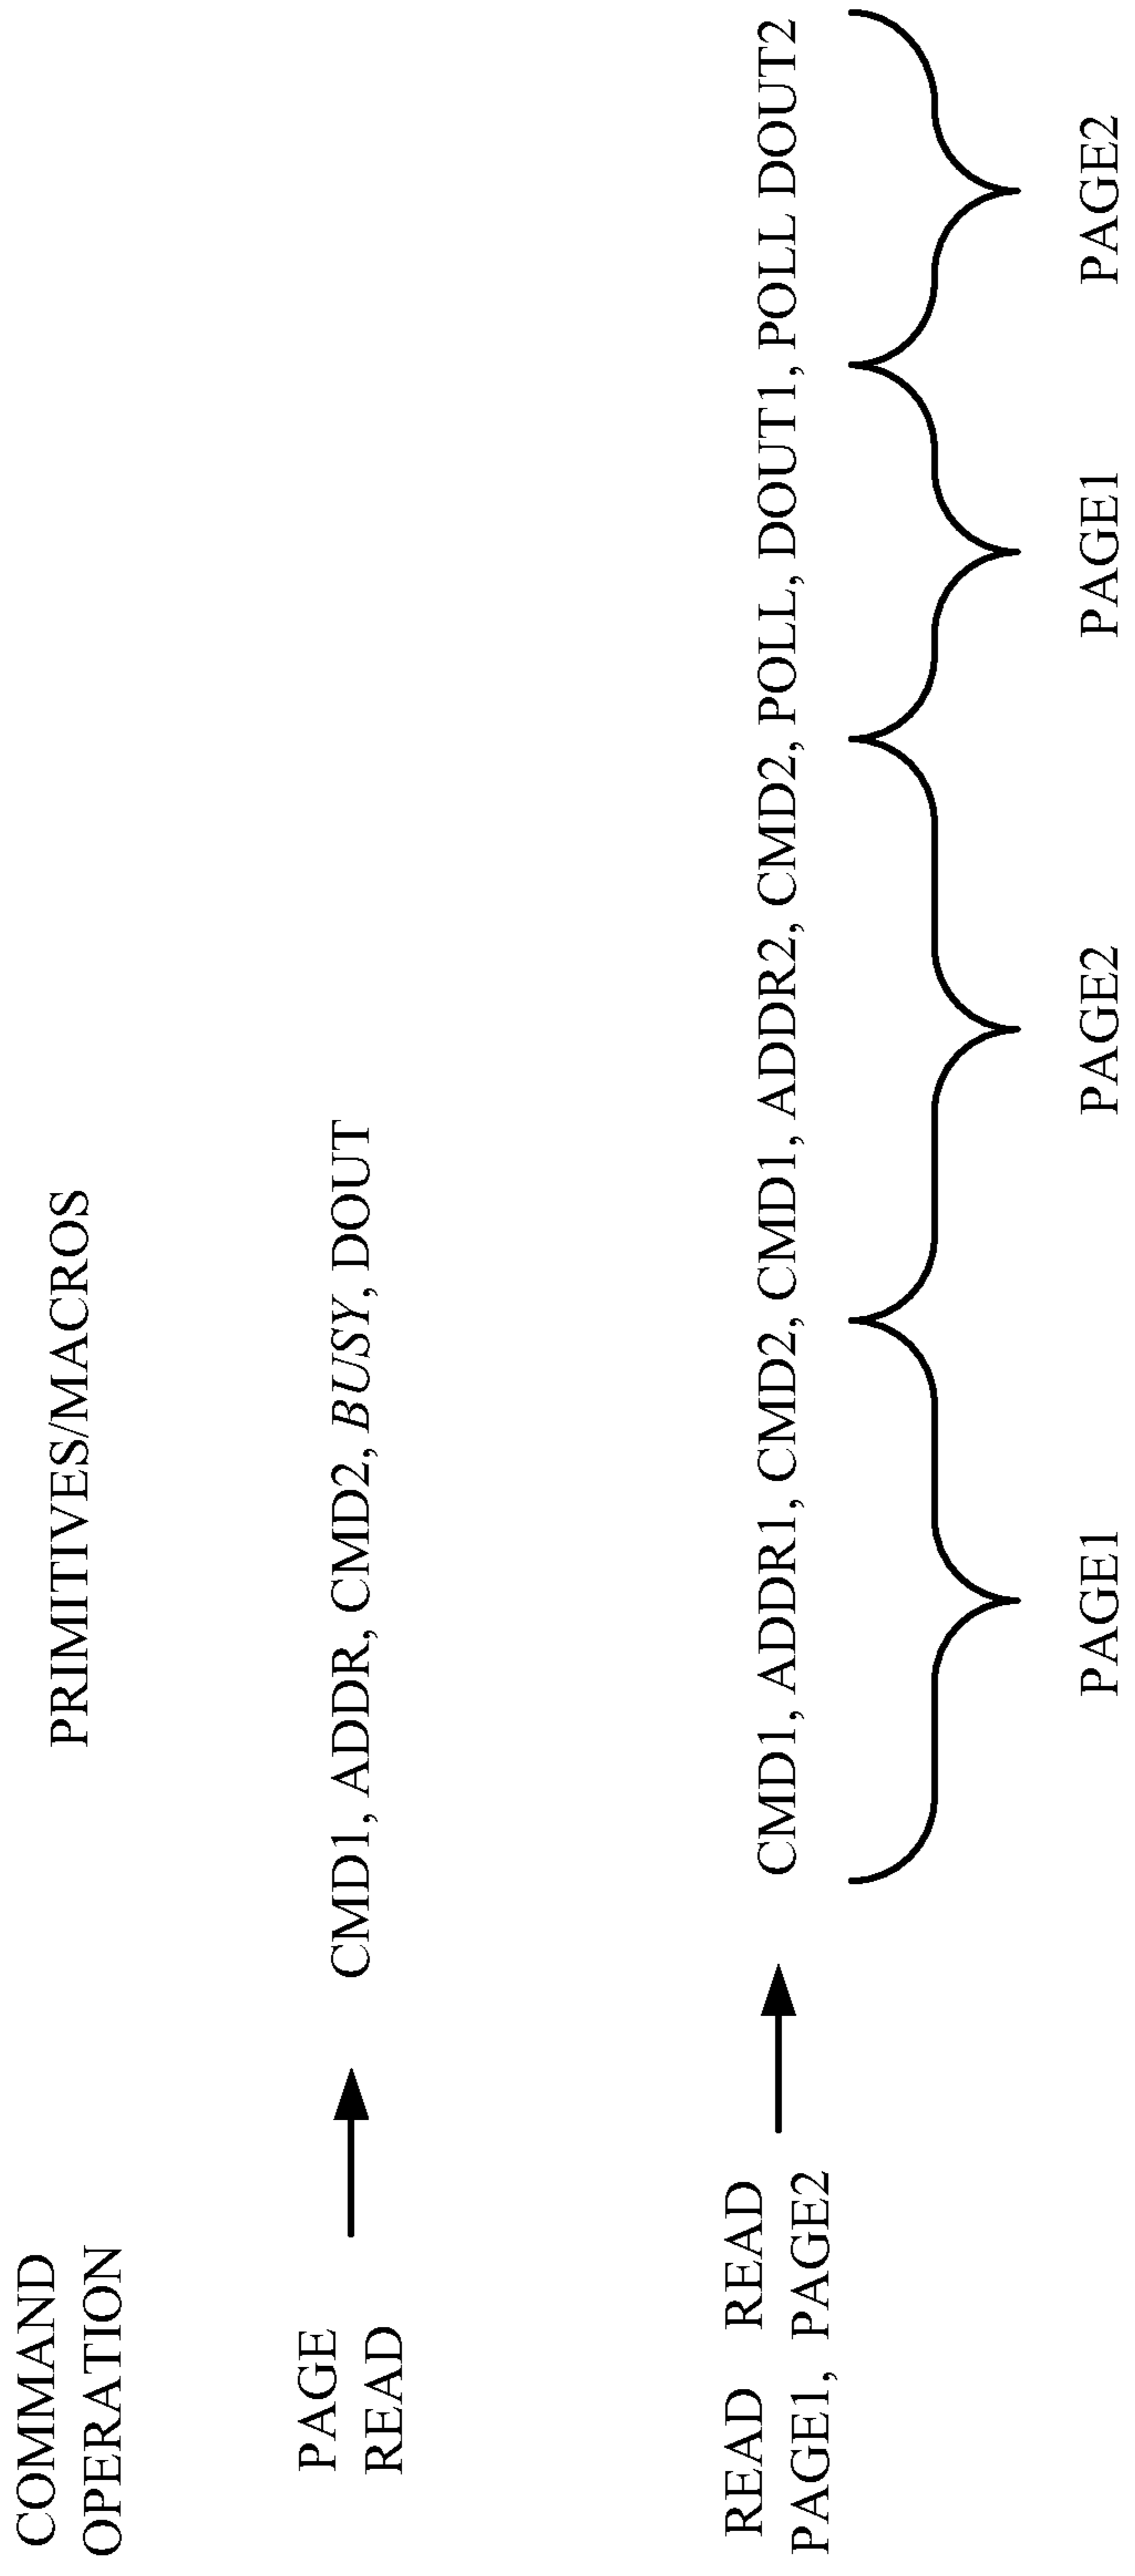 COMMAND
OPERATION
PRIMITIVES/MACROS
PAGE
READ
CMD1, ADDR, CMD2, BUSY, DOUT
READ READ
PAGE1, PAGE2
CMD1, ADDR1, CMD2, CMD1, ADDR2, CMD2, POLL, DOUT1, POLL DOUT2
PAGE1 PAGE2 PAGE1 PAGE2